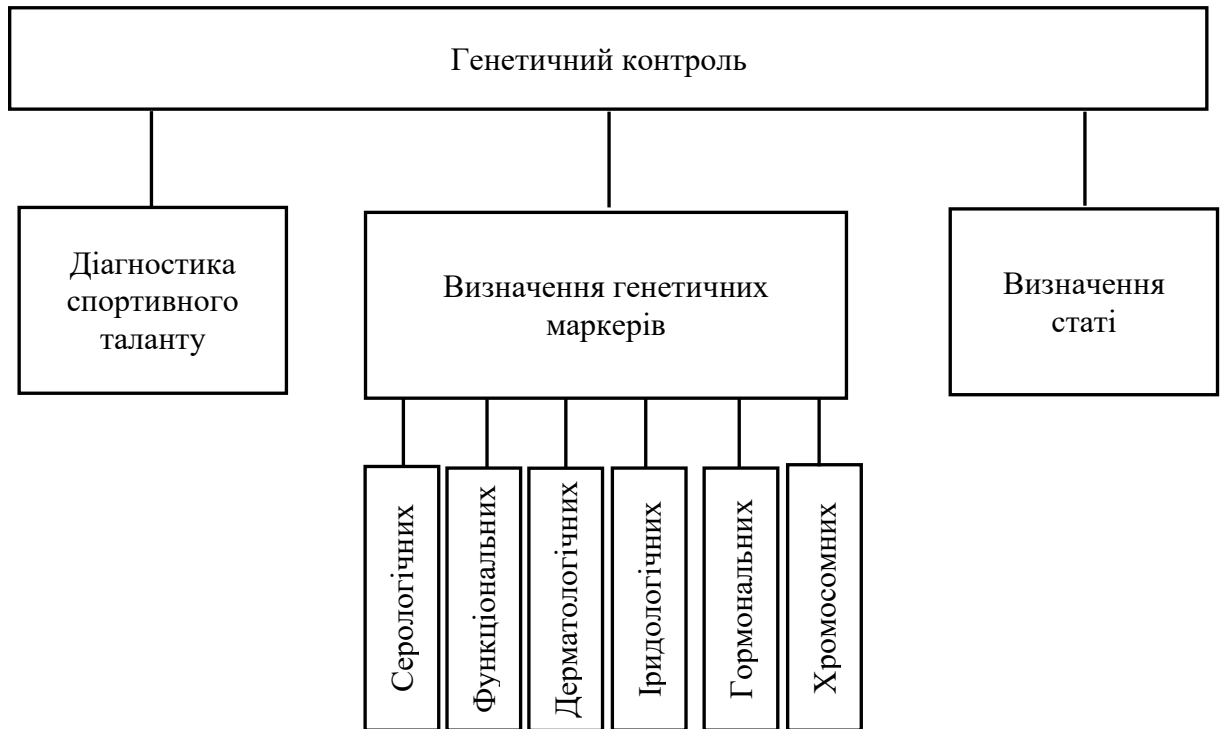 Генетичний контроль
Діагностика
спортивного
таланту
Визначення генетичних
маркерів
Визначення
статі
Серологічних
Функціональних
Дерматологічних
Іридологічних
Гормональних
Хромосомних